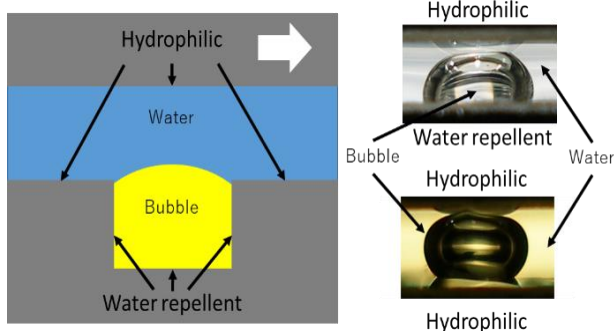 Hydrophilic
Water
Bubble
Water repellent
Hydrophilic
Water repellent
Bubble
Water
Hydrophilic
Hydrophilic